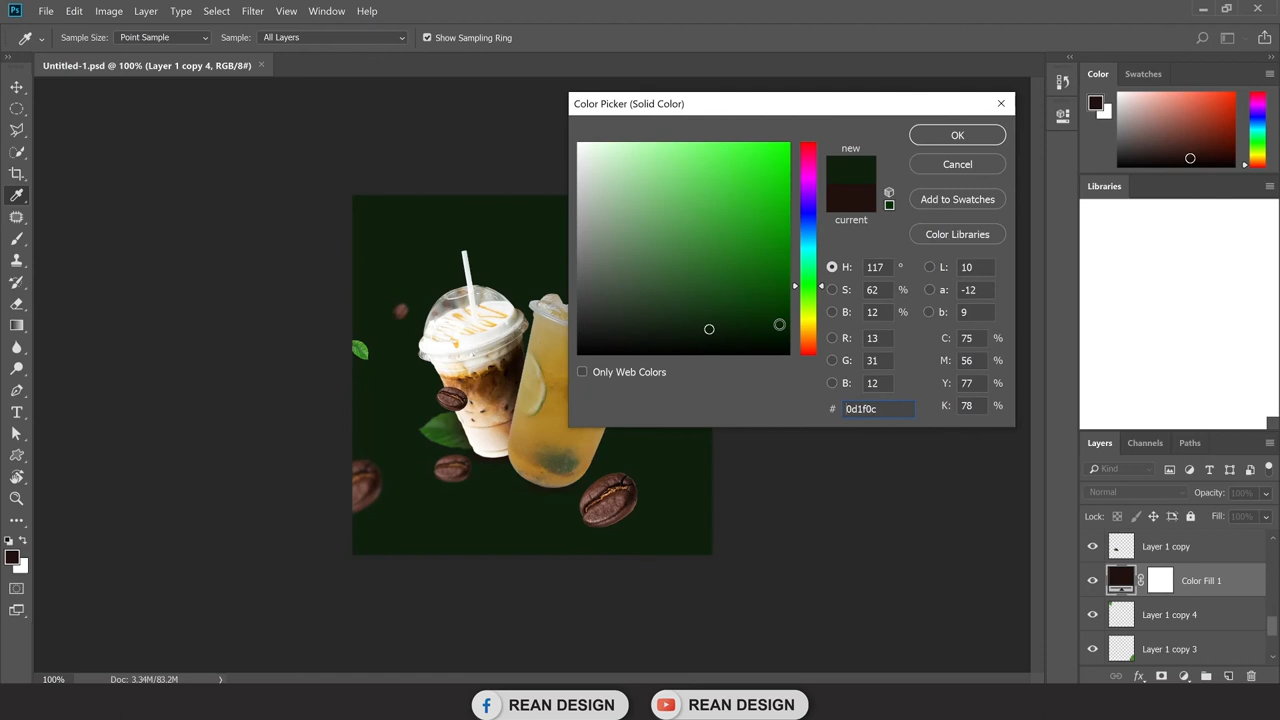 Ps File Edit Image Layer Type Select Filter View Window Help
Sample Size: Point Sample Sample: All Layers Show Sampling Ring
Untitled-1.psd @ 100% (Layer 1 copy 4, RGB/8#)
Color Picker (Solid Color)
new
current
OK
Cancel
Add to Swatches
Color Libraries
H: 117 ° L: 10
S: 62 % a: -12
B: 12 % b: 9
R: 13 C: 75 %
G: 31 M: 56 %
B: 12 Y: 77 %
# 0d1f0c K: 78 %
Only Web Colors
Color Swatches
Libraries
Layers Channels Paths
Kind
Normal Opacity: 100%
Lock: Fill: 100%
Layer 1 copy
Color Fill 1
Layer 1 copy 4
Layer 1 copy 3
fx
100% Doc: 3.34M/83.2M
REAN DESIGN REAN DESIGN